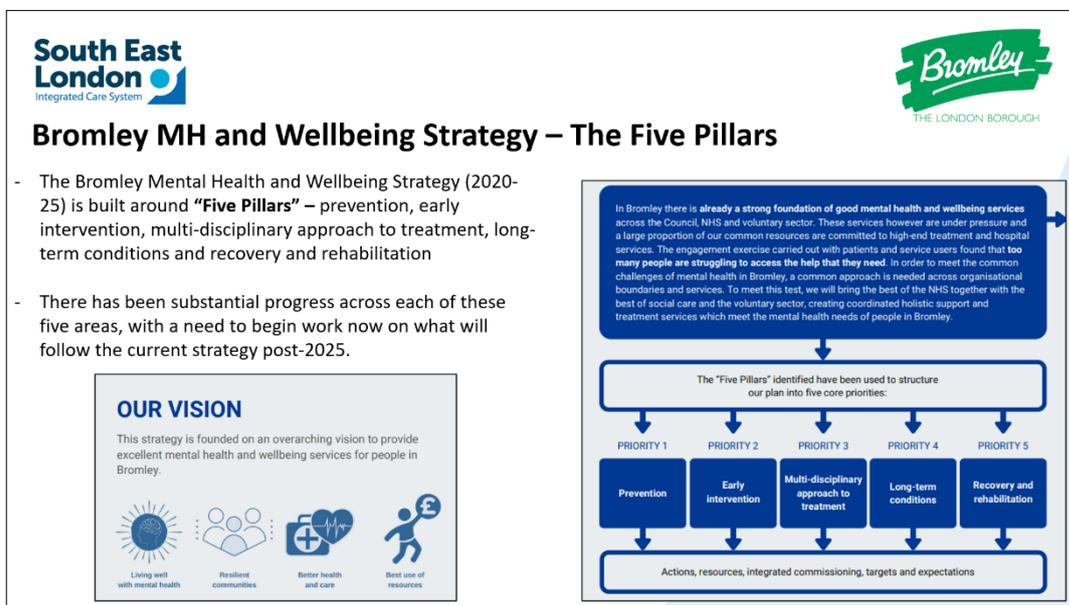 South East
London
Integrated Care System
Bromley
THE LONDON BOROUGH
Bromley MH and Wellbeing Strategy – The Five Pillars
- The Bromley Mental Health and Wellbeing Strategy (2020-
25) is built around “Five Pillars” – prevention, early
intervention, multi-disciplinary approach to treatment, long-
term conditions and recovery and rehabilitation
- There has been substantial progress across each of these
five areas, with a need to begin work now on what will
follow the current strategy post-2025.
OUR VISION
This strategy is founded on an overarching vision to provide
excellent mental health and wellbeing services for people in
Bromley.
£
Living well
with mental health
Resilient
communities
Better health
and care
Best use of
resources
In Bromley there is already a strong foundation of good mental health and wellbeing services
across the Council, NHS and voluntary sector. These services however are under pressure and
a large proportion of our common resources are committed to high-end treatment and hospital
services. The engagement exercise carried out with patients and service users found that too
many people are struggling to access the help that they need. In order to meet the common
challenges of mental health in Bromley, a common approach is needed across organisational
boundaries and services. To meet this test, we will bring the best of the NHS together with the
best of social care and the voluntary sector, creating coordinated holistic support and
treatment services which meet the mental health needs of people in Bromley.
The “Five Pillars” identified have been used to structure
our plan into five core priorities:
PRIORITY 1
PRIORITY 2
PRIORITY 3
PRIORITY 4
PRIORITY 5
Prevention
Early
intervention
Multi-disciplinary
approach to
treatment
Long-term
conditions
Recovery and
rehabilitation
Actions, resources, integrated commissioning, targets and expectations